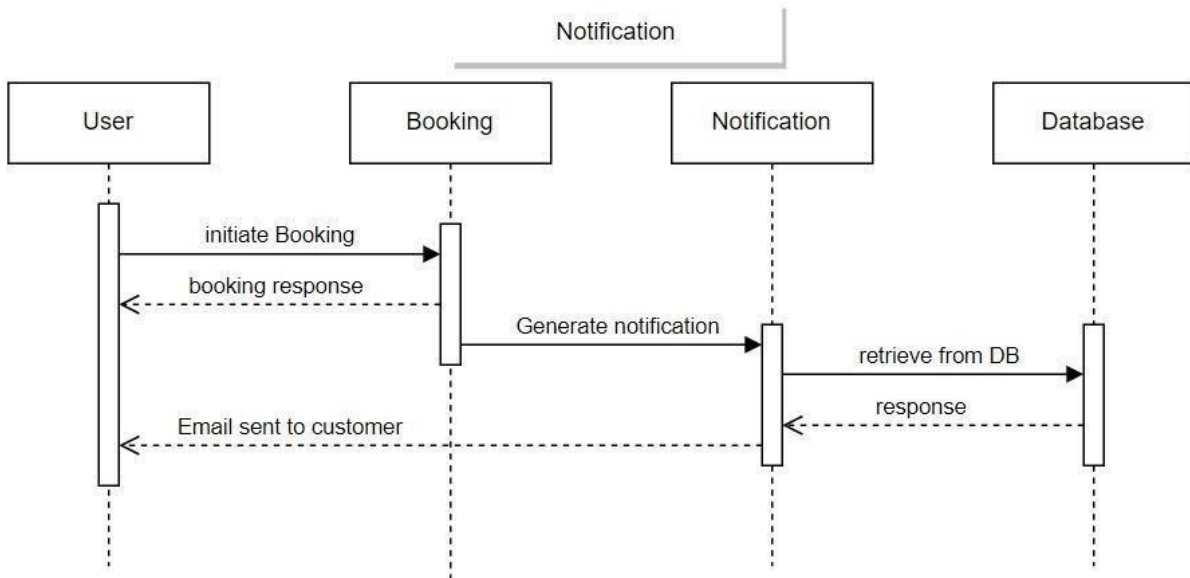 Notification
User
Booking
Notification
Database
initiate Booking
booking response
Generate notification
retrieve from DB
response
Email sent to customer